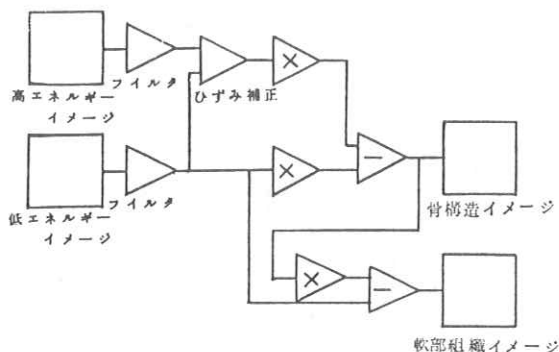 フイルタ
ひずみ補正
×
高エネルギー
イメージ
フイルタ
×
−
低エネルギー
イメージ
骨構造イメージ
×
−
軟部組織イメージ